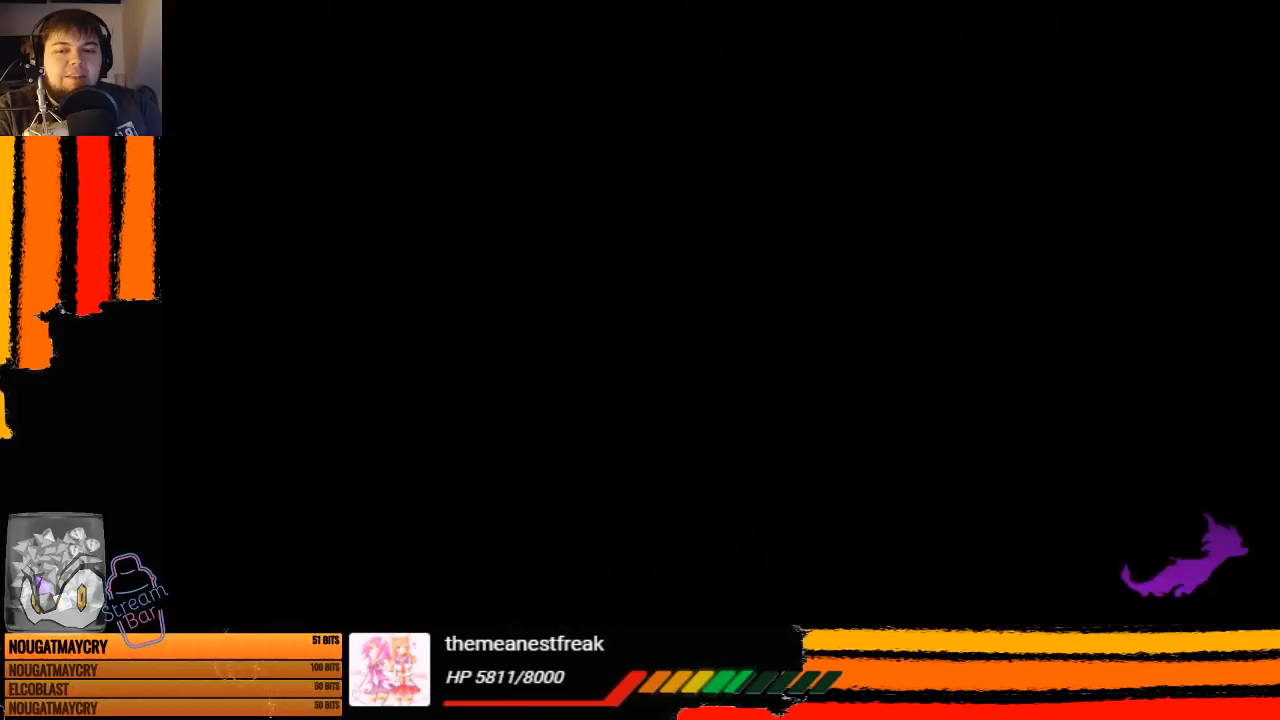 Stream
Bar
NOUGATMAYCRY 51 BITS
NOUGATMAYCRY 100 BITS
ELCOBLAST 50 BITS
NOUGATMAYCRY 50 BITS
themeanestfreak
HP 5811/8000